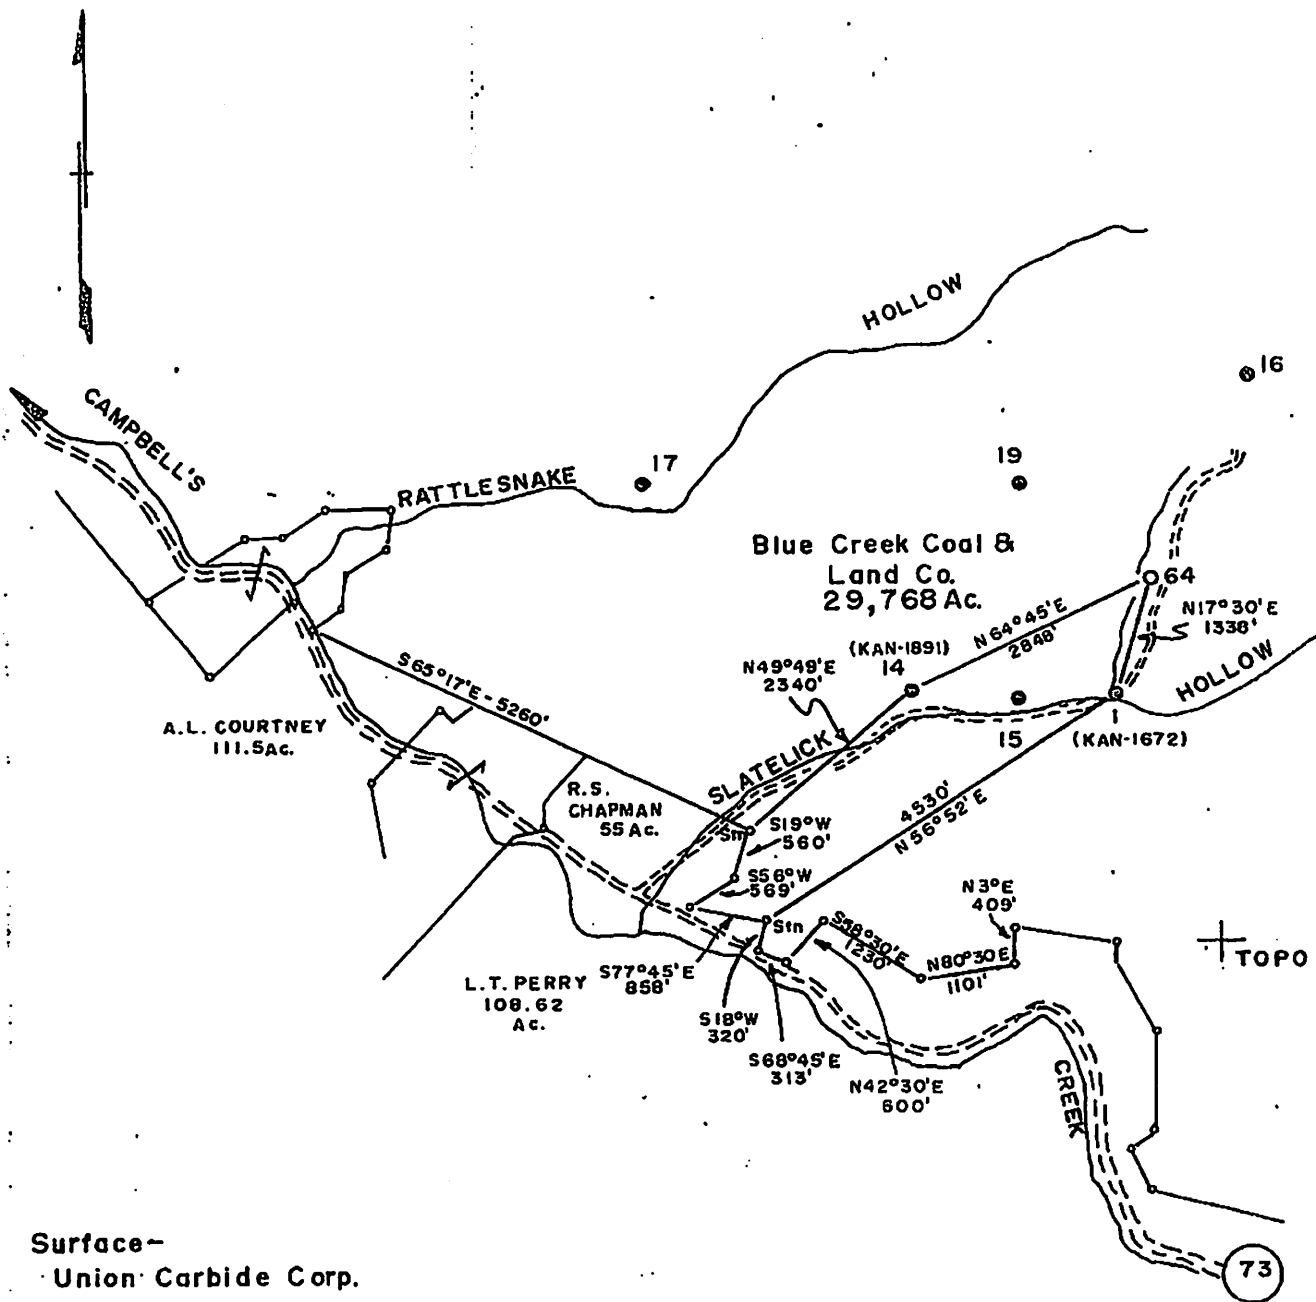 HOLLOW
16
CAMPBELL'S
17
19
RATTLESNAKE
Blue Creek Coal &
Land Co.
29,768 Ac.
64
N17°30'E
1338'
N64°45'E
2848'
(KAN-1891)
14
N49°49'E
2340'
HOLLOW
S65°17'E - 5260'
A.L. COURTNEY
111.5Ac.
15
1
(KAN-1672)
SLATELICK
R.S.
CHAPMAN
55 Ac.
Stn
S19°W
560'
4530'
N56°52'E
S56°W
569'
N3°E
409'
Stn
S58°30'E
1230'
N80°30'E
1101'
TOPO
L.T. PERRY
108.62
Ac.
S77°45'E
858'
S18°W
320'
S68°45'E
313'
N42°30'E
600'
CREEK
Surface-
Union Carbide Corp.
73